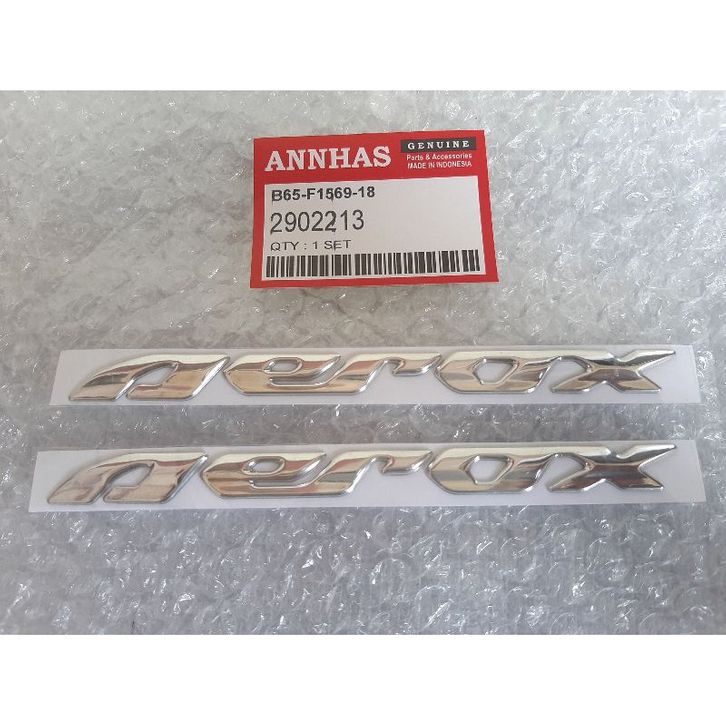 ANNHAS
GENUINE
Parts & Accessories
MADE IN INDONESIA
B65-F1569-18
2902213
QTY : 1 SET
aerox
aerox